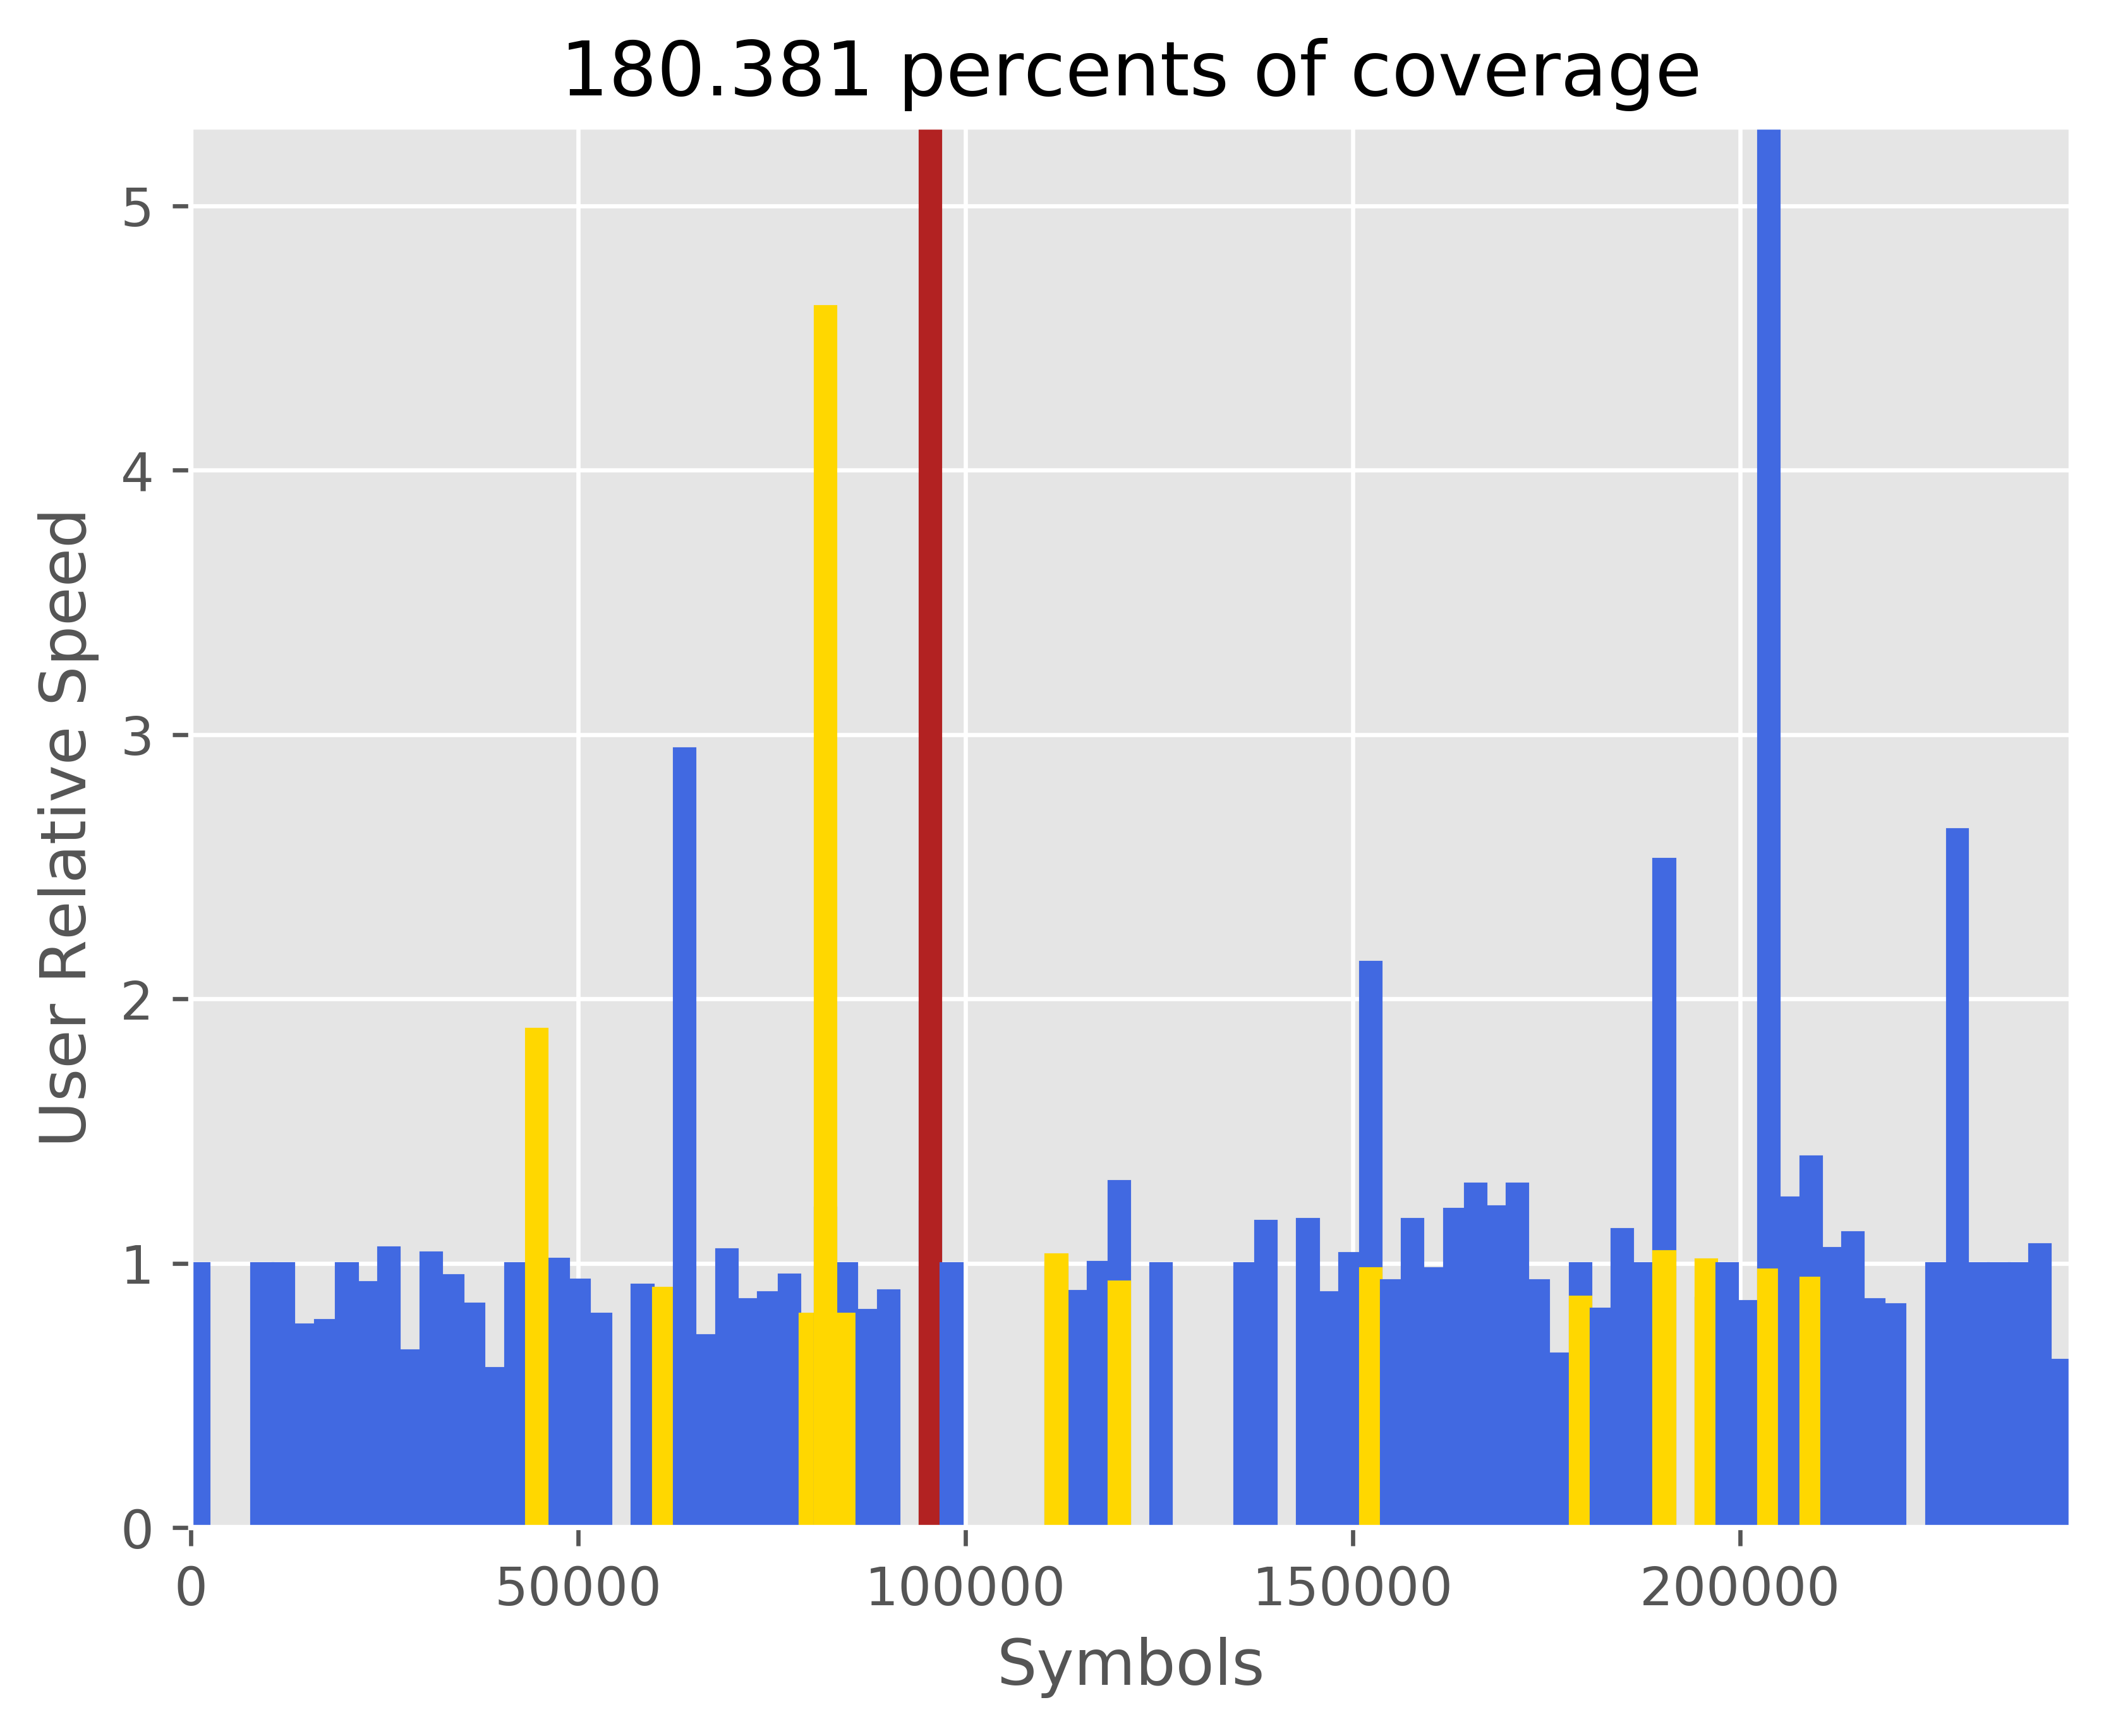 180.381 percents of coverage
User Relative Speed
5
4
3
2
1
0
0 50000 100000 150000 200000
Symbols